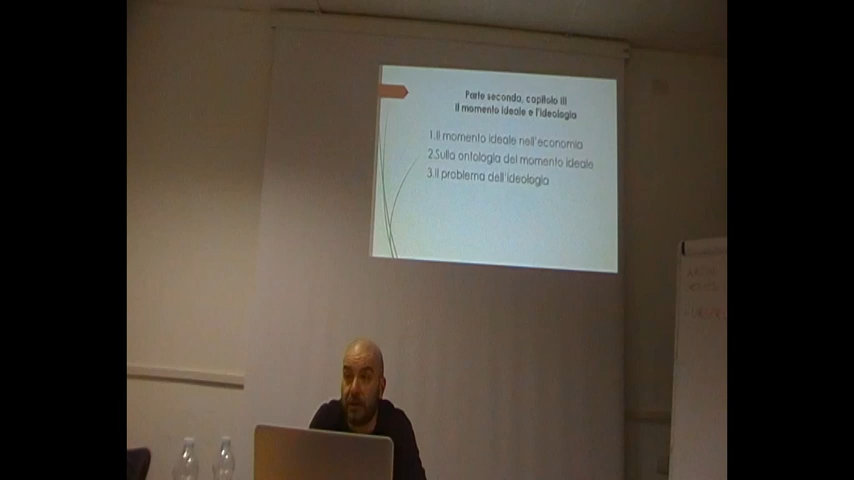 Parte seconda, capitolo III
Il momento ideale e l'ideologia
1.Il momento ideale nell'economia
2.Sulla ontologia del momento ideale
3.Il problema dell'ideologia